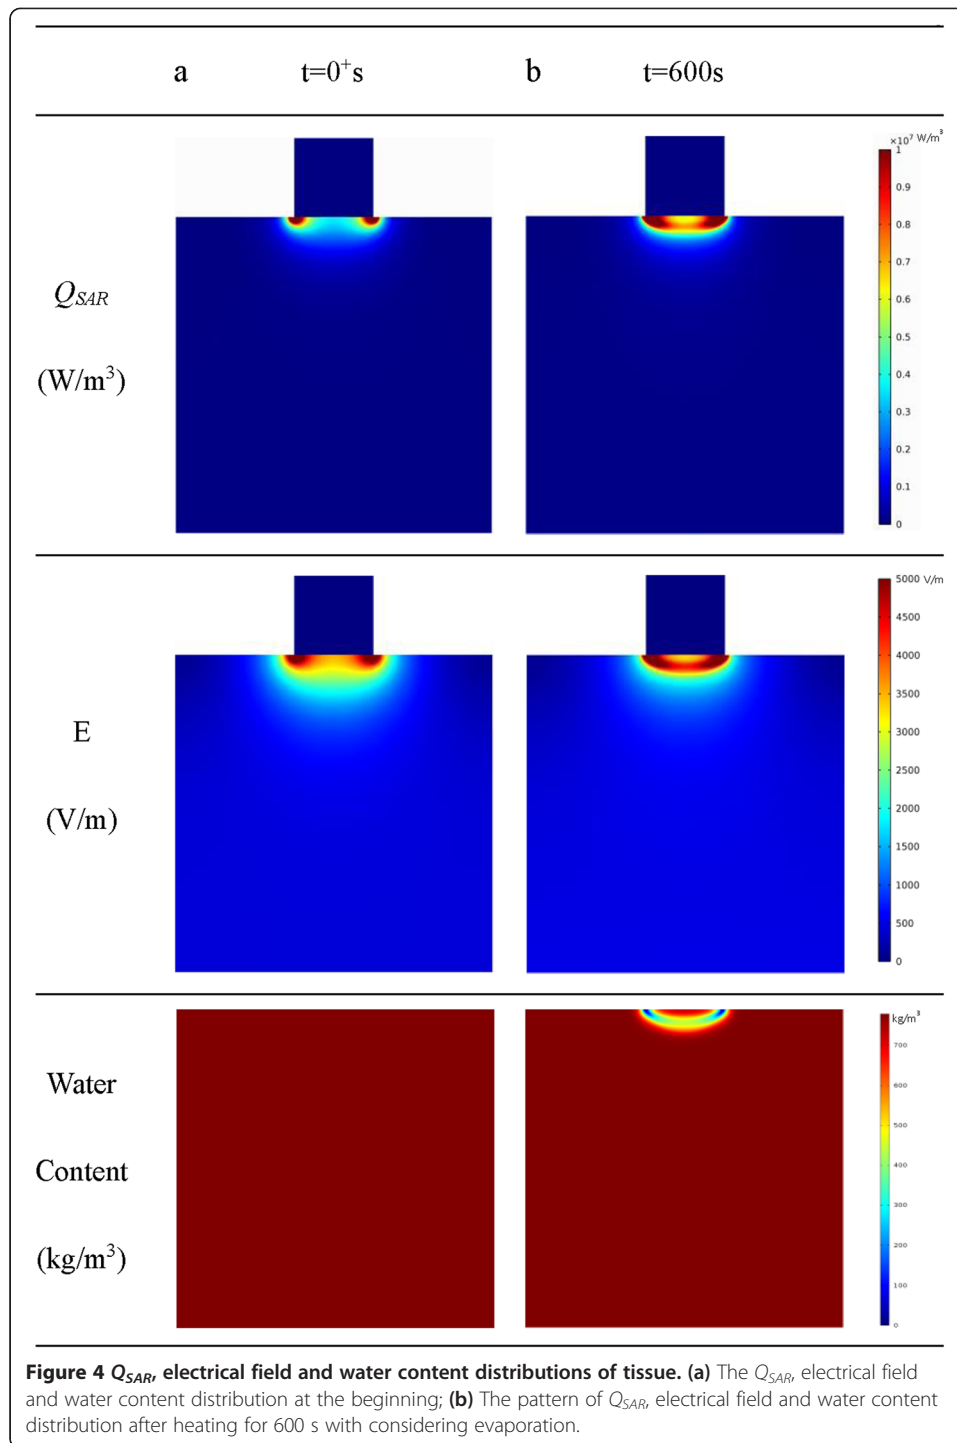 a t=0⁺s b t=600s
×10⁷ W/m³
1
0.9
0.8
0.7
0.6
0.5
0.4
0.3
0.2
0.1
0
Q_SAR
(W/m³)
5000 V/m
4500
4000
3500
3000
2500
2000
1500
1000
500
0
E
(V/m)
kg/m³
700
600
500
400
300
200
100
0
Water
Content
(kg/m³)
Figure 4 Q_SAR, electrical field and water content distributions of tissue. (a) The Q_SAR, electrical field
and water content distribution at the beginning; (b) The pattern of Q_SAR, electrical field and water content
distribution after heating for 600 s with considering evaporation.